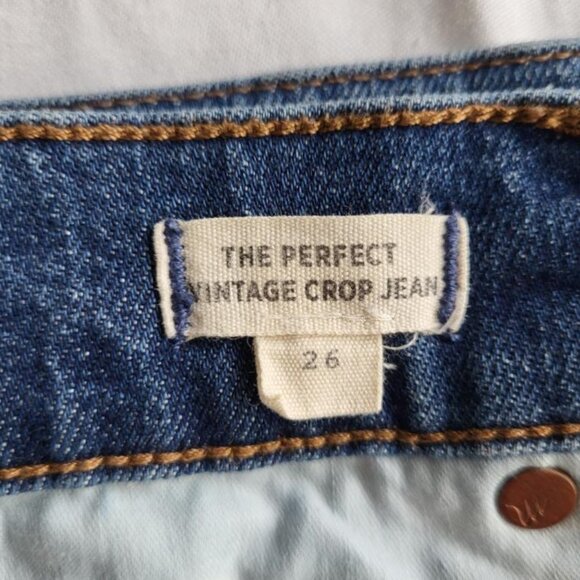 THE PERFECT
VINTAGE CROP JEAN
26